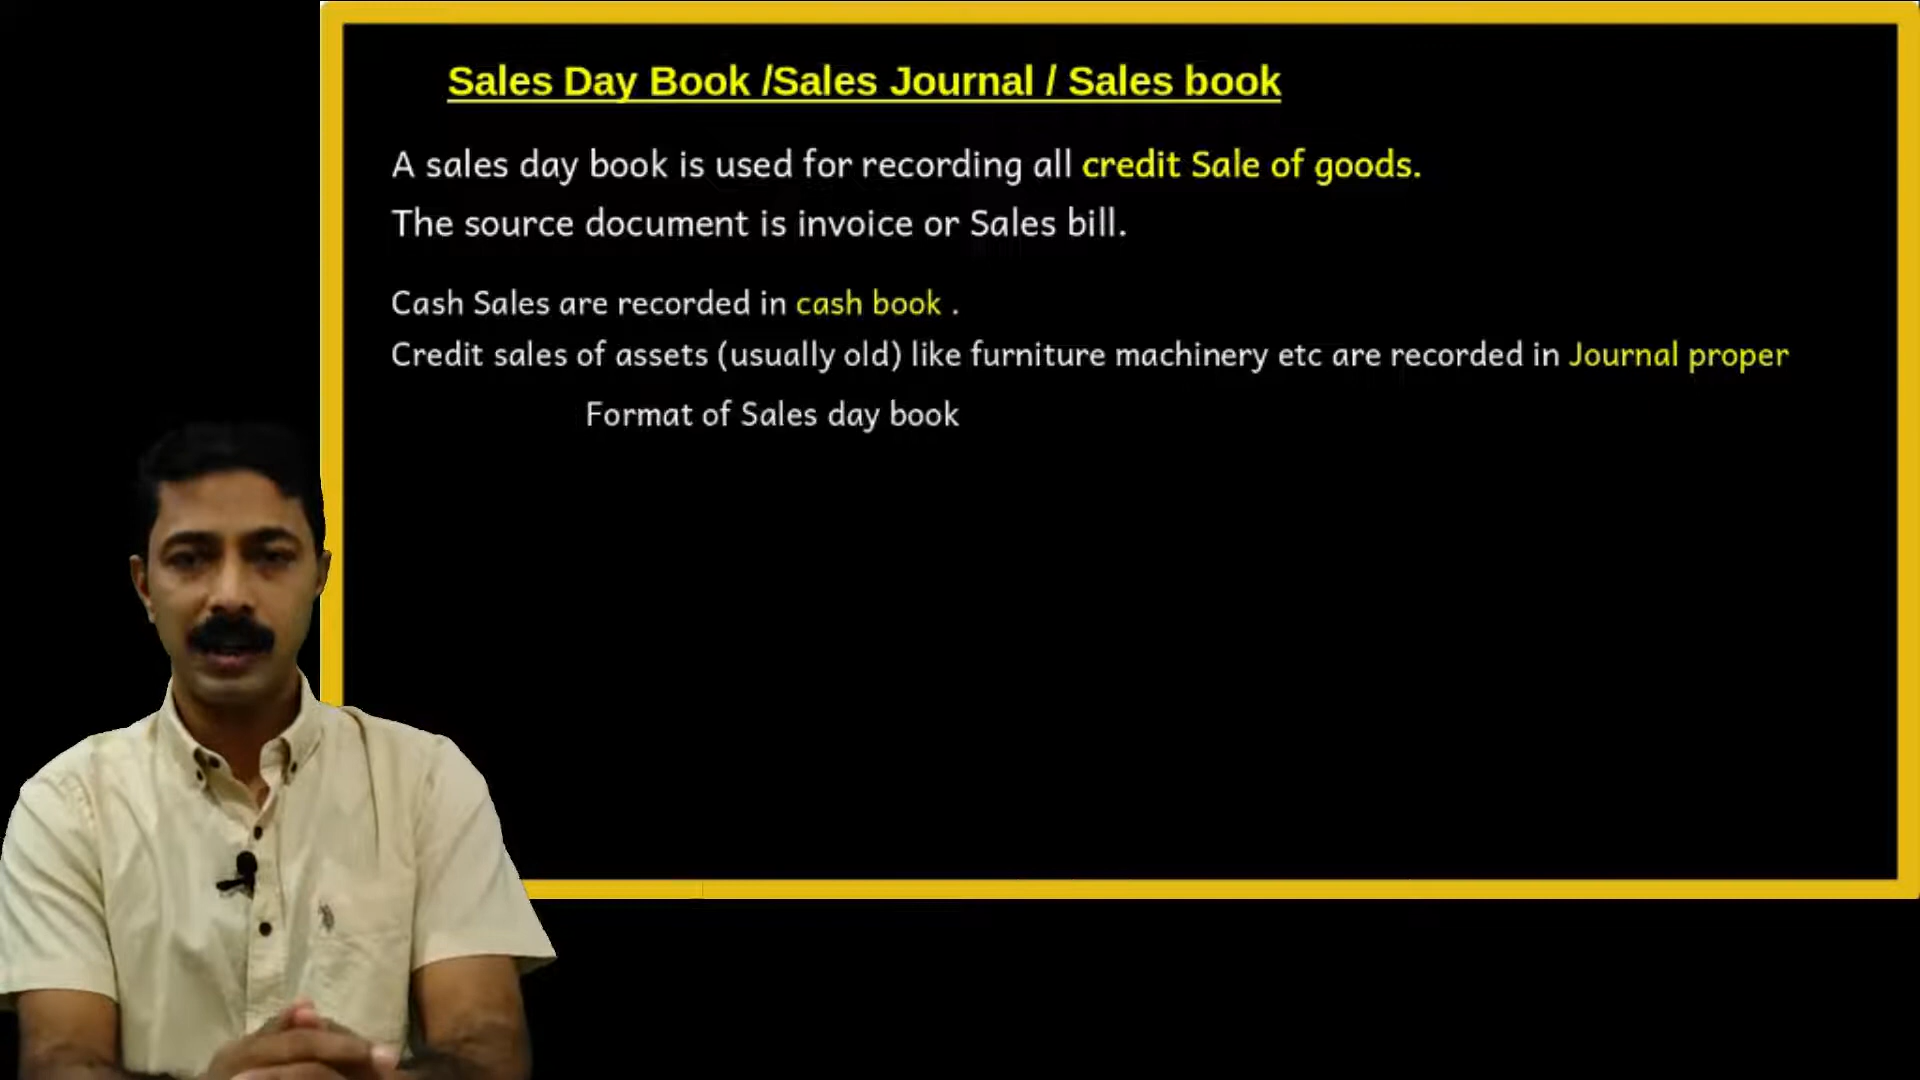 Sales Day Book /Sales Journal / Sales book
A sales day book is used for recording all credit Sale of goods.
The source document is invoice or Sales bill.
Cash Sales are recorded in cash book .
Credit sales of assets (usually old) like furniture machinery etc are recorded in Journal proper
Format of Sales day book